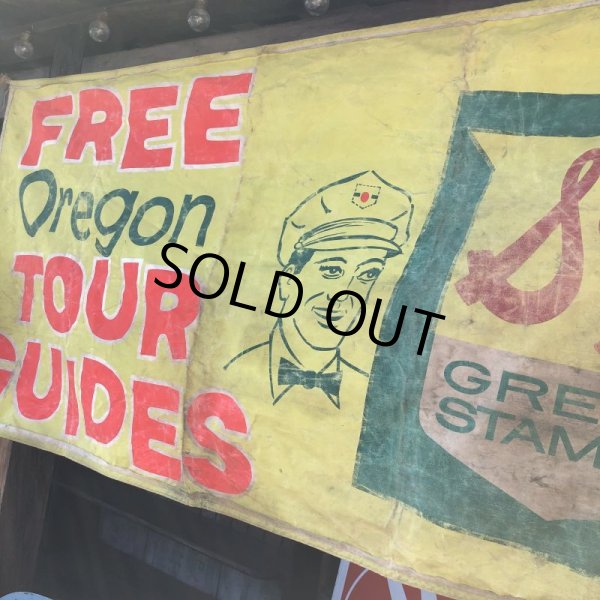 FREE
Oregon
TOUR
GUIDES
SOLD OUT
S
GRE
STAM